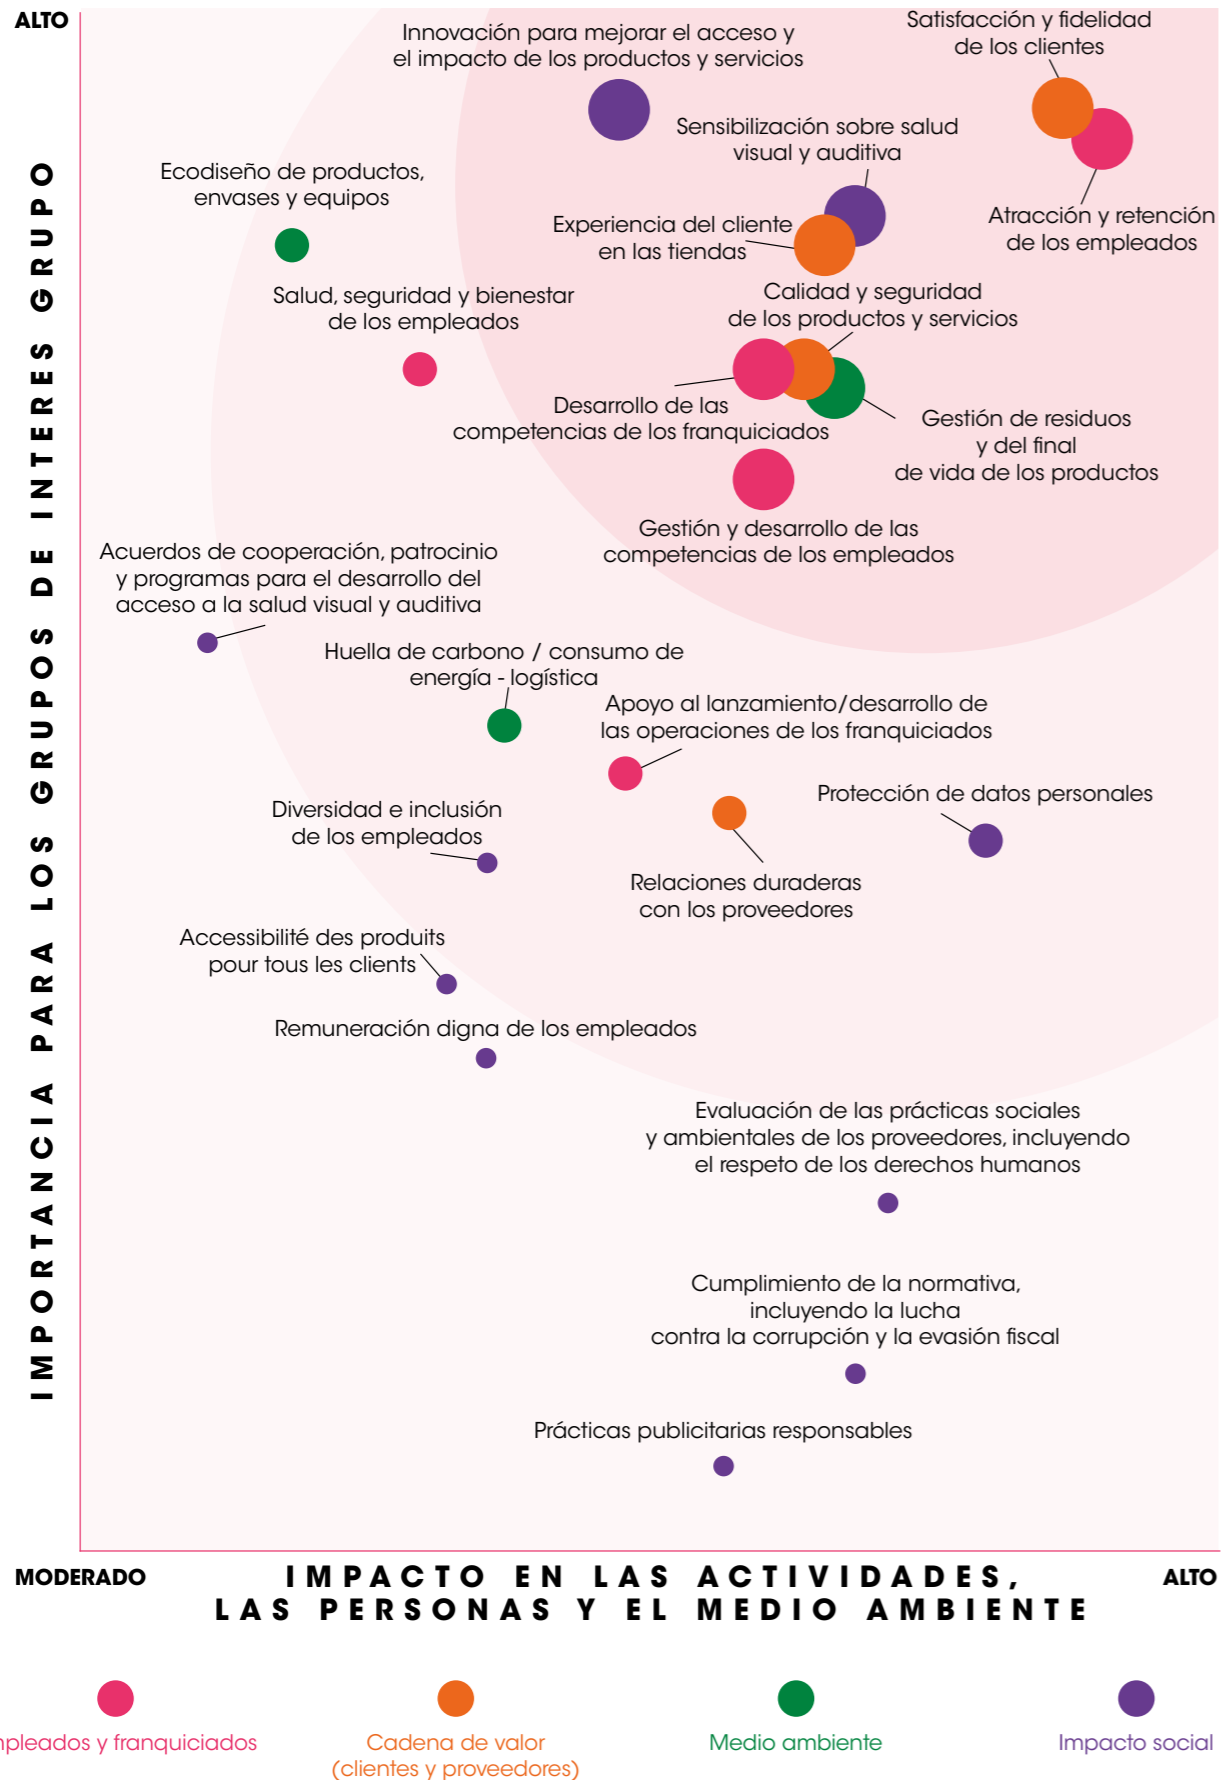 ALTO
Innovación para mejorar el acceso y
el impacto de los productos y servicios
Satisfacción y fidelidad
de los clientes
Sensibilización sobre salud
visual y auditiva
Ecodiseño de productos,
envases y equipos
Atracción y retención
de los empleados
Experiencia del cliente
en las tiendas
Salud, seguridad y bienestar
de los empleados
Calidad y seguridad
de los productos y servicios
Desarrollo de las
competencias de los franquiciados
Gestión de residuos
y del final
de vida de los productos
Gestión y desarrollo de las
competencias de los empleados
Acuerdos de cooperación, patrocinio
y programas para el desarrollo del
acceso a la salud visual y auditiva
Huella de carbono / consumo de
energía - logística
Apoyo al lanzamiento/desarrollo de
las operaciones de los franquiciados
Protección de datos personales
Diversidad e inclusión
de los empleados
Relaciones duraderas
con los proveedores
Accessibilité des produits
pour tous les clients
Remuneración digna de los empleados
Evaluación de las prácticas sociales
y ambientales de los proveedores, incluyendo
el respeto de los derechos humanos
Cumplimiento de la normativa,
incluyendo la lucha
contra la corrupción y la evasión fiscal
Prácticas publicitarias responsables
IMPORTANCIA PARA LOS GRUPOS DE INTERES GRUPO
MODERADO
IMPACTO EN LAS ACTIVIDADES,
LAS PERSONAS Y EL MEDIO AMBIENTE
ALTO
mpleados y franquiciados
Cadena de valor
(clientes y proveedores)
Medio ambiente
Impacto social